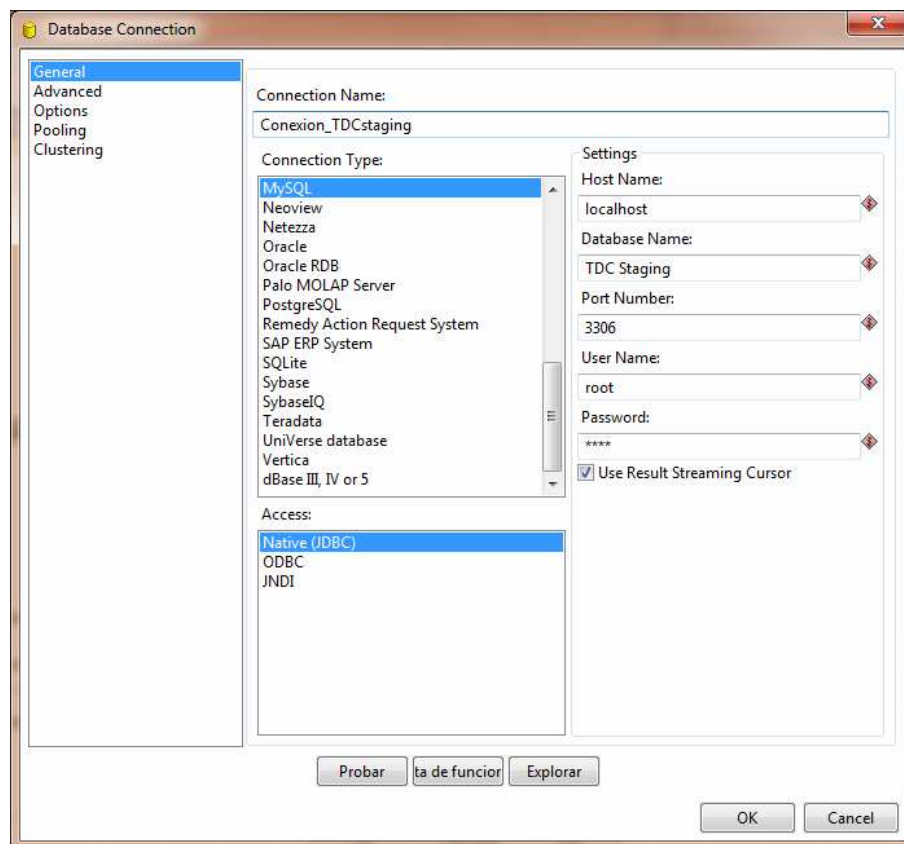 Database Connection
General
Advanced
Options
Pooling
Clustering
Connection Name:
Conexion_TDCstaging
Connection Type:
MySQL
Neoview
Netezza
Oracle
Oracle RDB
Palo MOLAP Server
PostgreSQL
Remedy Action Request System
SAP ERP System
SQLite
Sybase
SybaseIQ
Teradata
UniVerse database
Vertica
dBase III, IV or 5
Access:
Native (JDBC)
ODBC
JNDI
Settings
Host Name:
localhost
Database Name:
TDC Staging
Port Number:
3306
User Name:
root
Password:
****
Use Result Streaming Cursor
Probar
ta de funcior
Explorar
OK
Cancel